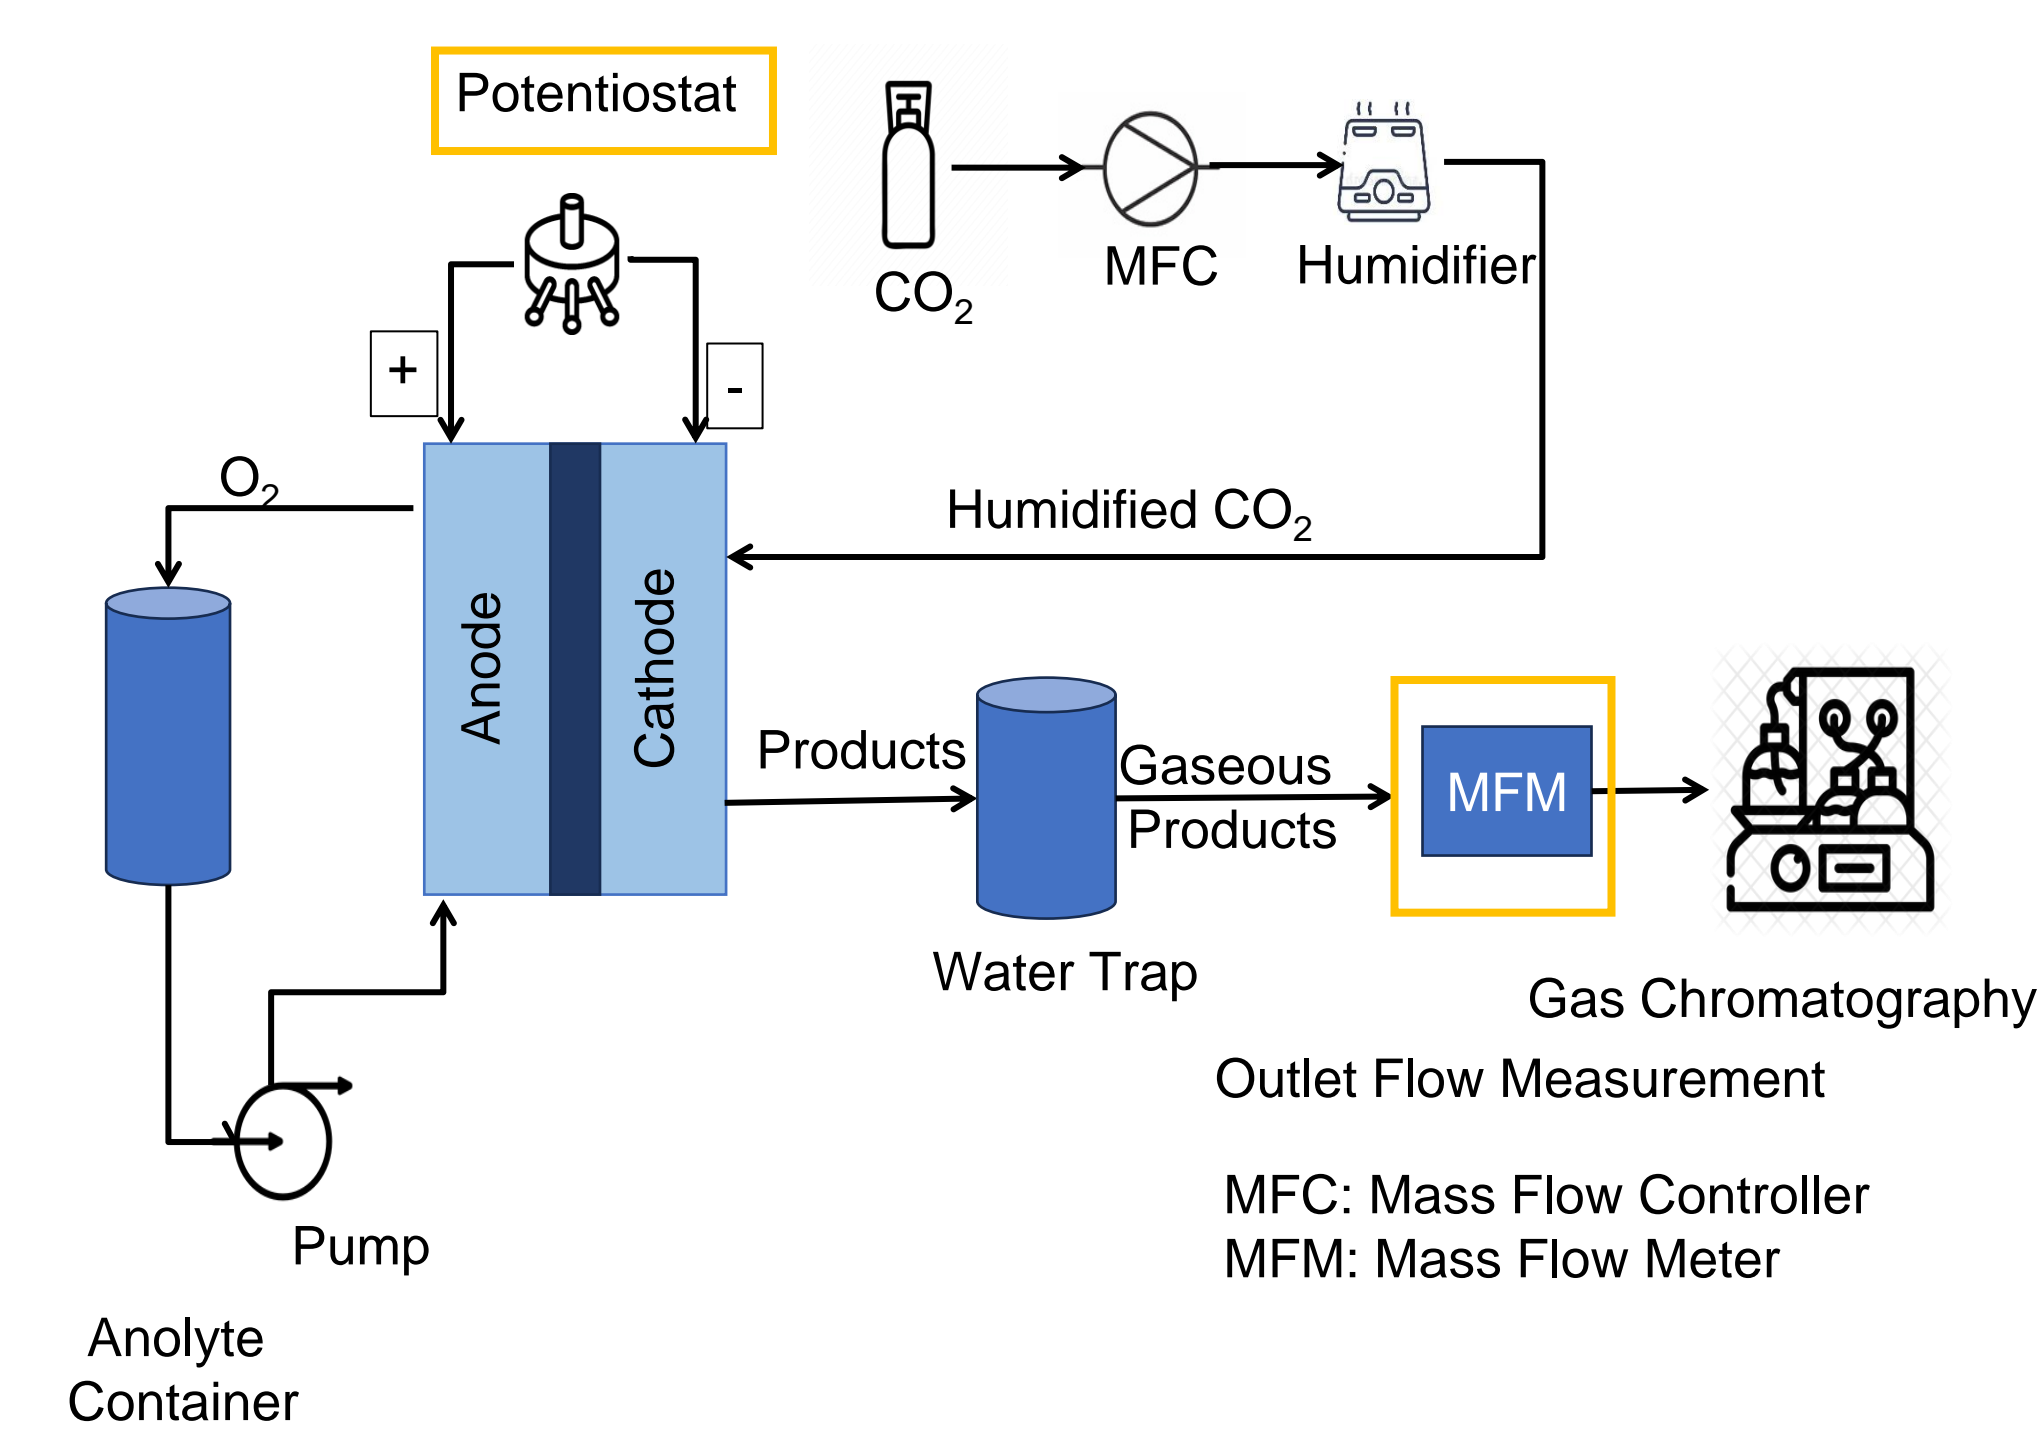 Potentiostat
CO₂
MFC
Humidifier
+
-
O₂
Humidified CO₂
Anode
Cathode
Products
Gaseous
Products
MFM
Water Trap
Gas Chromatography
Outlet Flow Measurement
MFC: Mass Flow Controller
MFM: Mass Flow Meter
Pump
Anolyte
Container